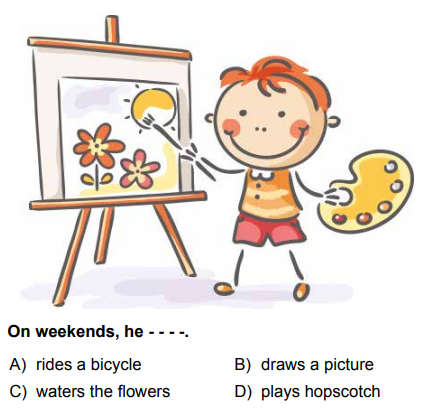 On weekends, he - - - -.
A) rides a bicycle B) draws a picture
C) waters the flowers D) plays hopscotch